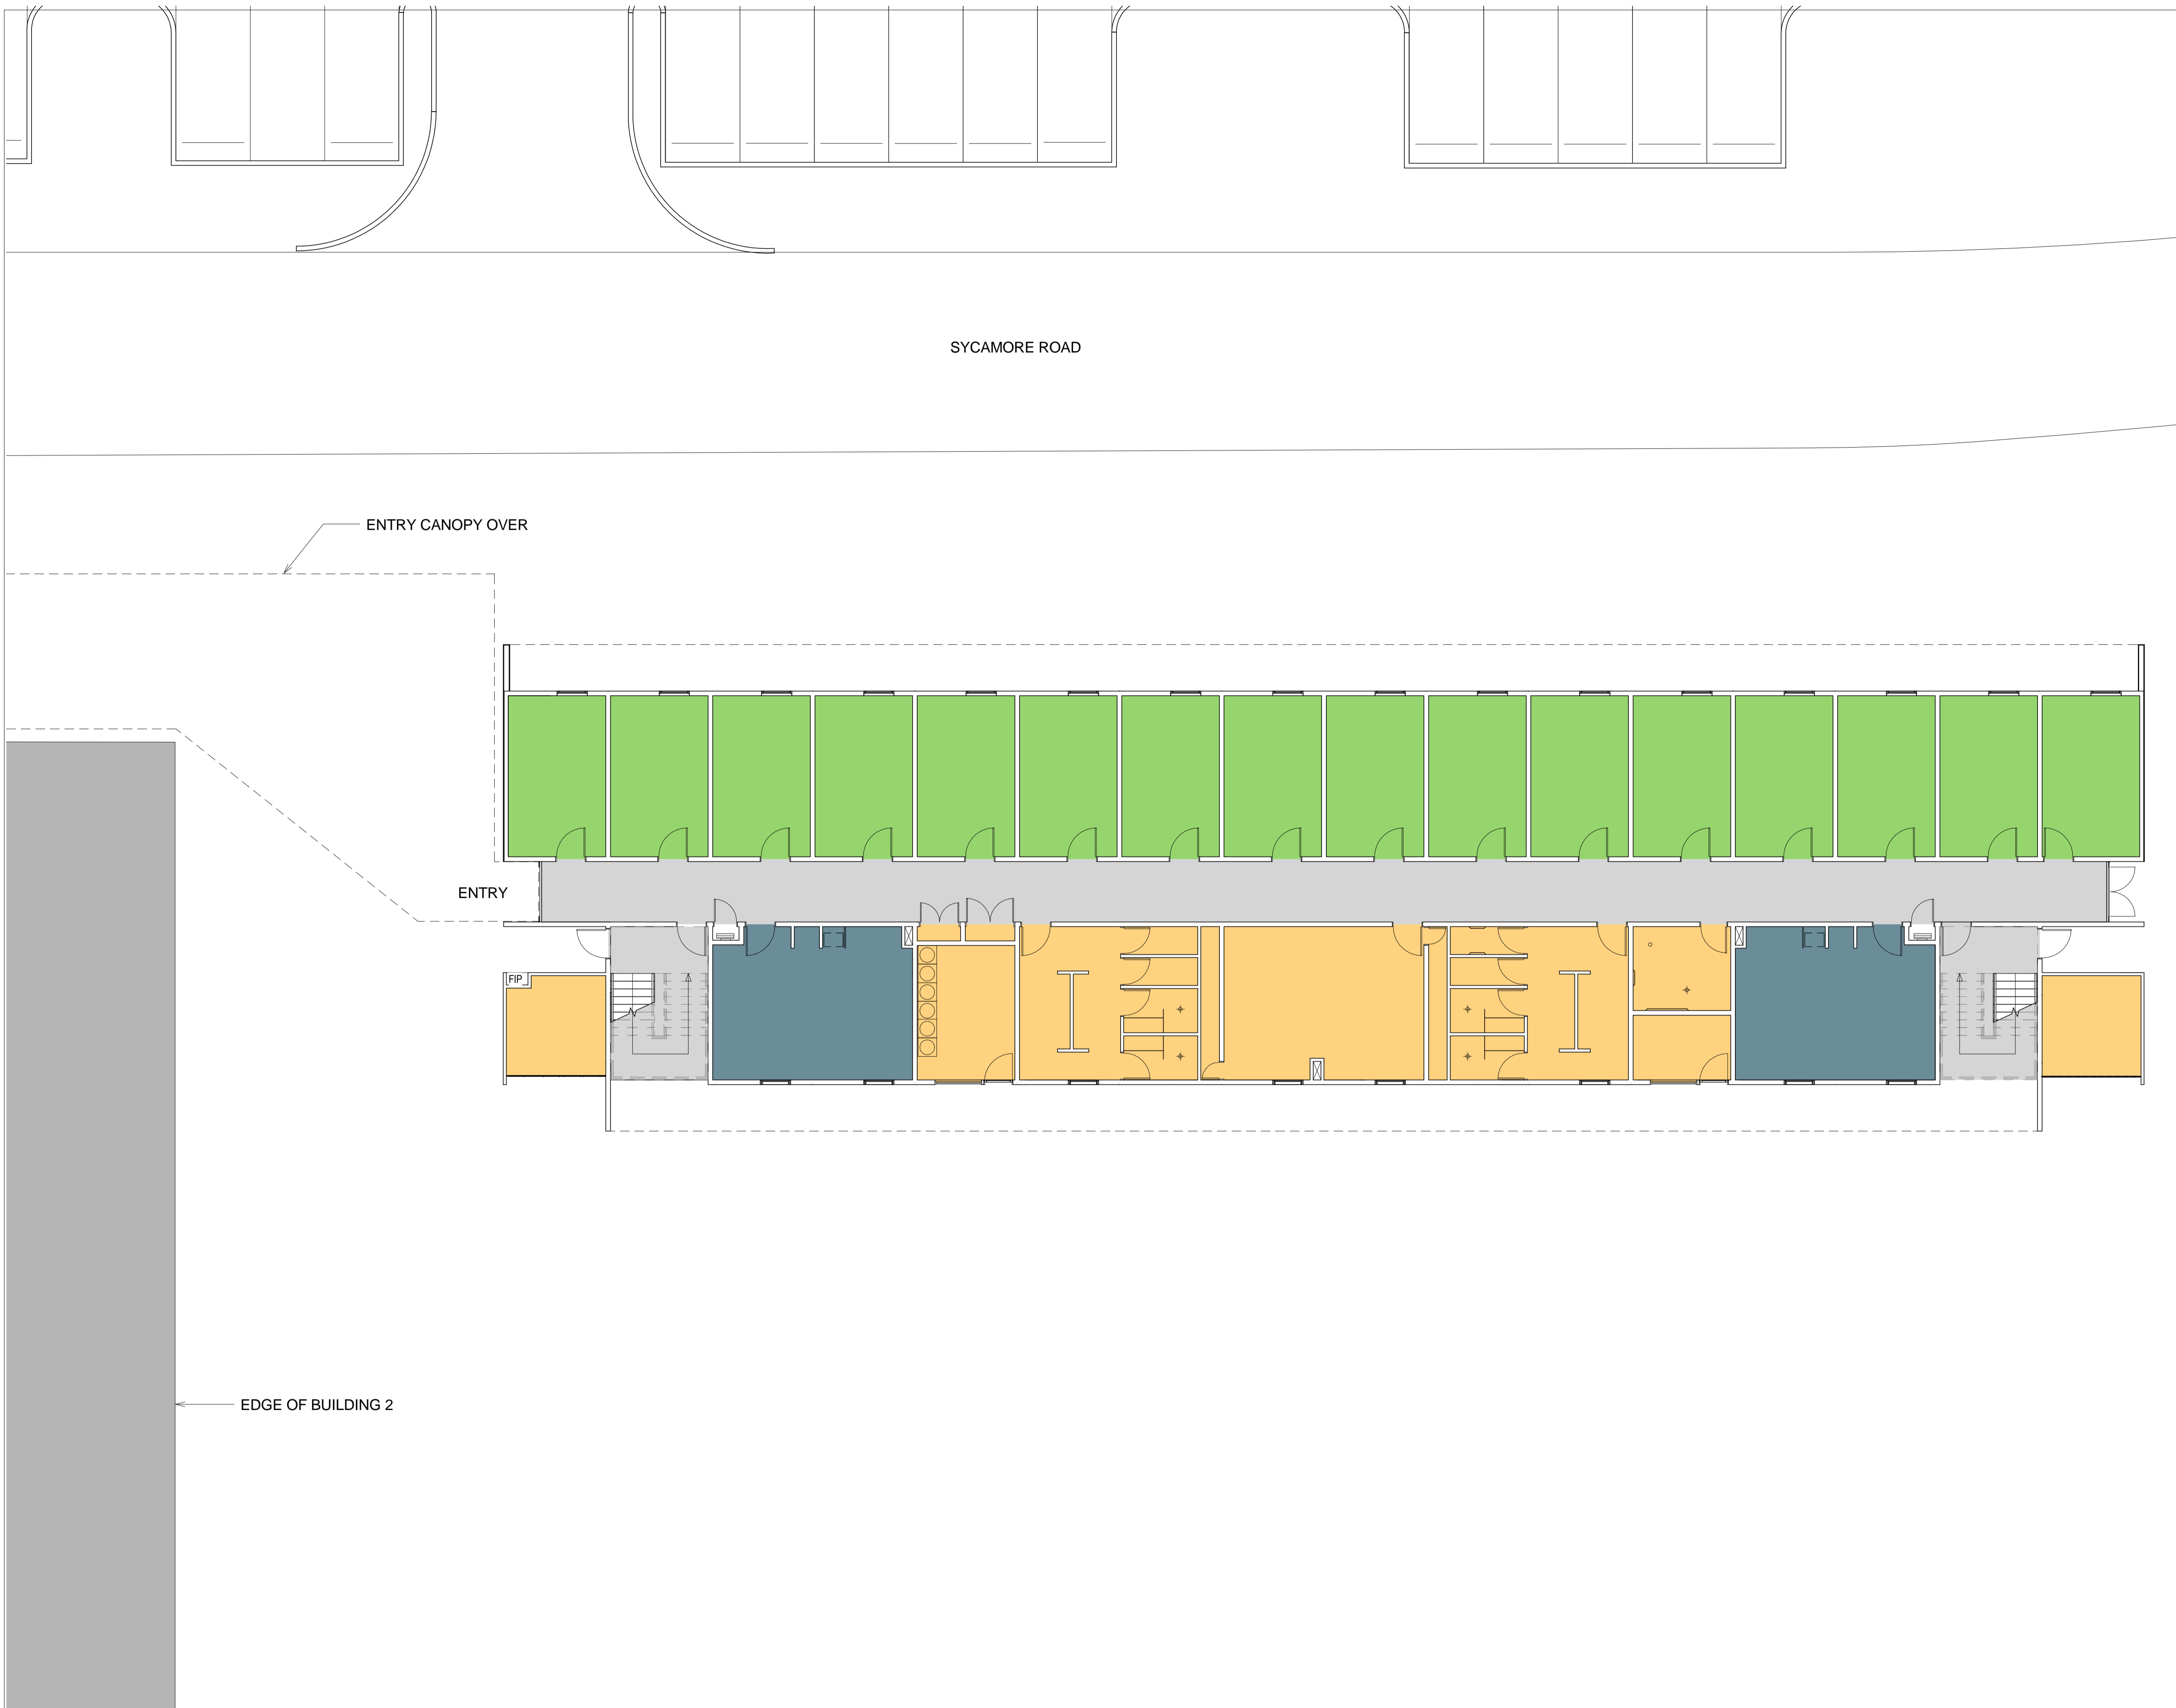 SYCAMORE ROAD
ENTRY CANOPY OVER
ENTRY
FIP
EDGE OF BUILDING 2